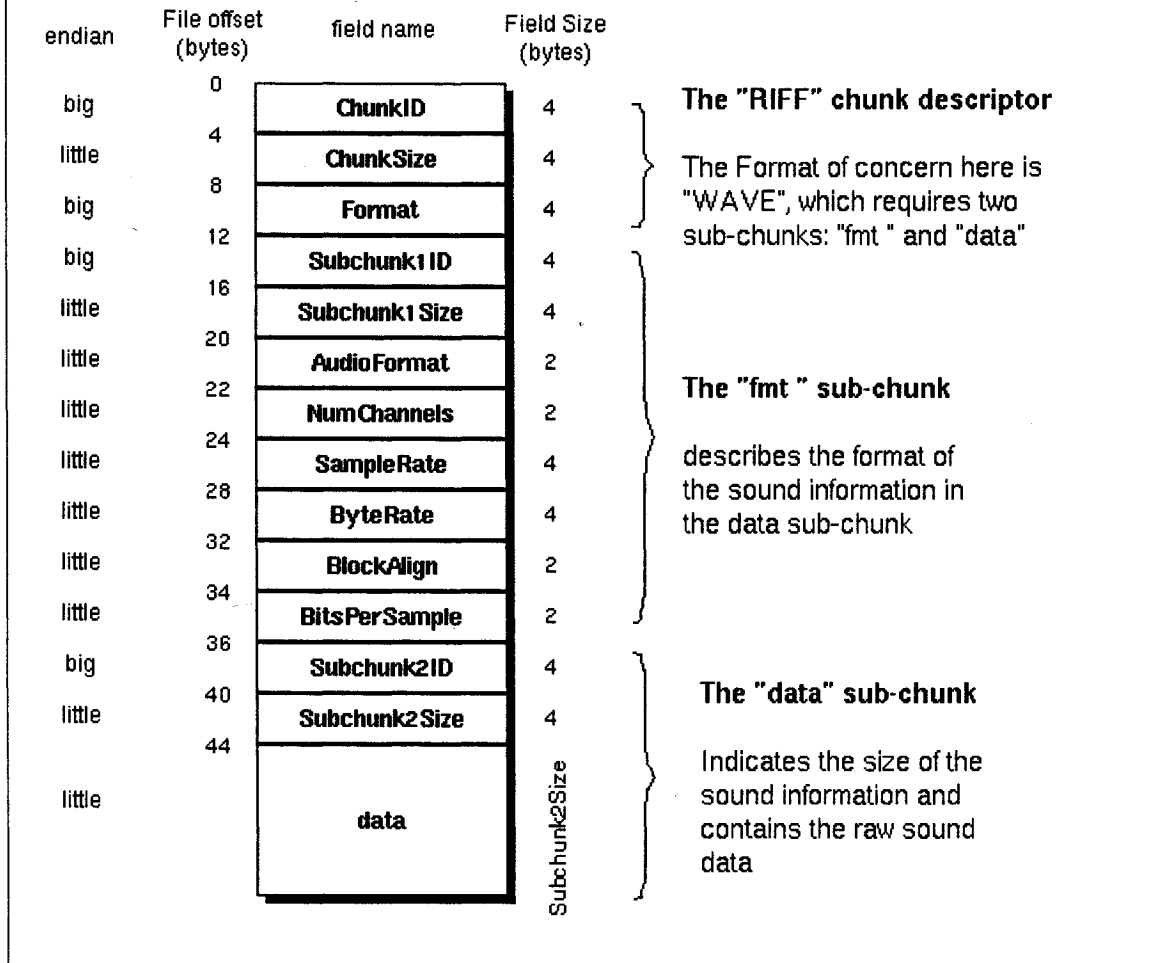 endian File offset (bytes) field name Field Size (bytes)
0
big ChunkID 4
4
little ChunkSize 4
8
big Format 4
12
big Subchunk1ID 4
16
little Subchunk1Size 4
20
little AudioFormat 2
22
little NumChannels 2
24
little SampleRate 4
28
little ByteRate 4
32
little BlockAlign 2
34
little BitsPerSample 2
36
big Subchunk2ID 4
40
little Subchunk2Size 4
44
little data Subchunk2Size
The "RIFF" chunk descriptor
The Format of concern here is
"WAVE", which requires two
sub-chunks: "fmt " and "data"
The "fmt " sub-chunk
describes the format of
the sound information in
the data sub-chunk
The "data" sub-chunk
Indicates the size of the
sound information and
contains the raw sound
data